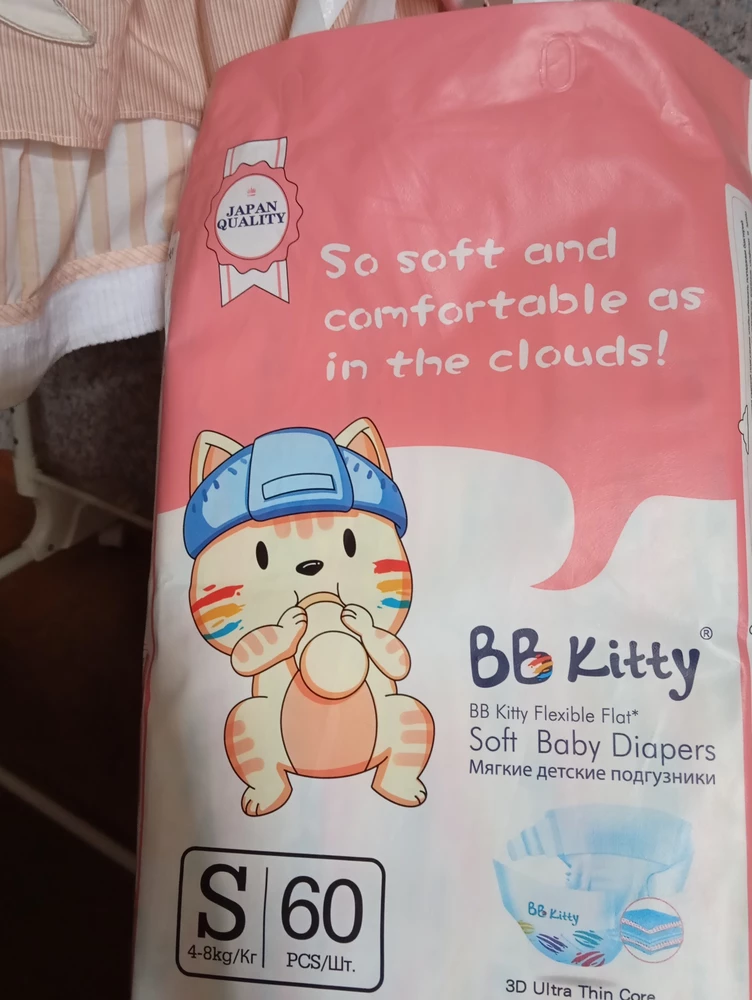 JAPAN
QUALITY
So soft and
comfortable as
in the clouds!
BB Kitty®
BB Kitty Flexible Flat*
Soft Baby Diapers
Мягкие детские подгузники
S
4-8kg/Кг
60
PCS/Шт.
BB Kitty
3D Ultra Thin Core